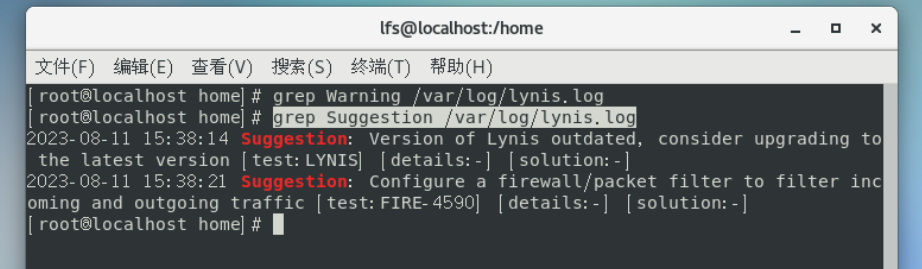 lfs@localhost:/home
文件(F) 编辑(E) 查看(V) 搜索(S) 终端(T) 帮助(H)
[root@localhost home]# grep Warning /var/log/lynis.log
[root@localhost home]# grep Suggestion /var/log/lynis.log
2023-08-11 15:38:14 Suggestion: Version of Lynis outdated, consider upgrading to
 the latest version [test:LYNIS] [details:-] [solution:-]
2023-08-11 15:38:21 Suggestion: Configure a firewall/packet filter to filter inc
oming and outgoing traffic [test:FIRE-4590] [details:-] [solution:-]
[root@localhost home]#